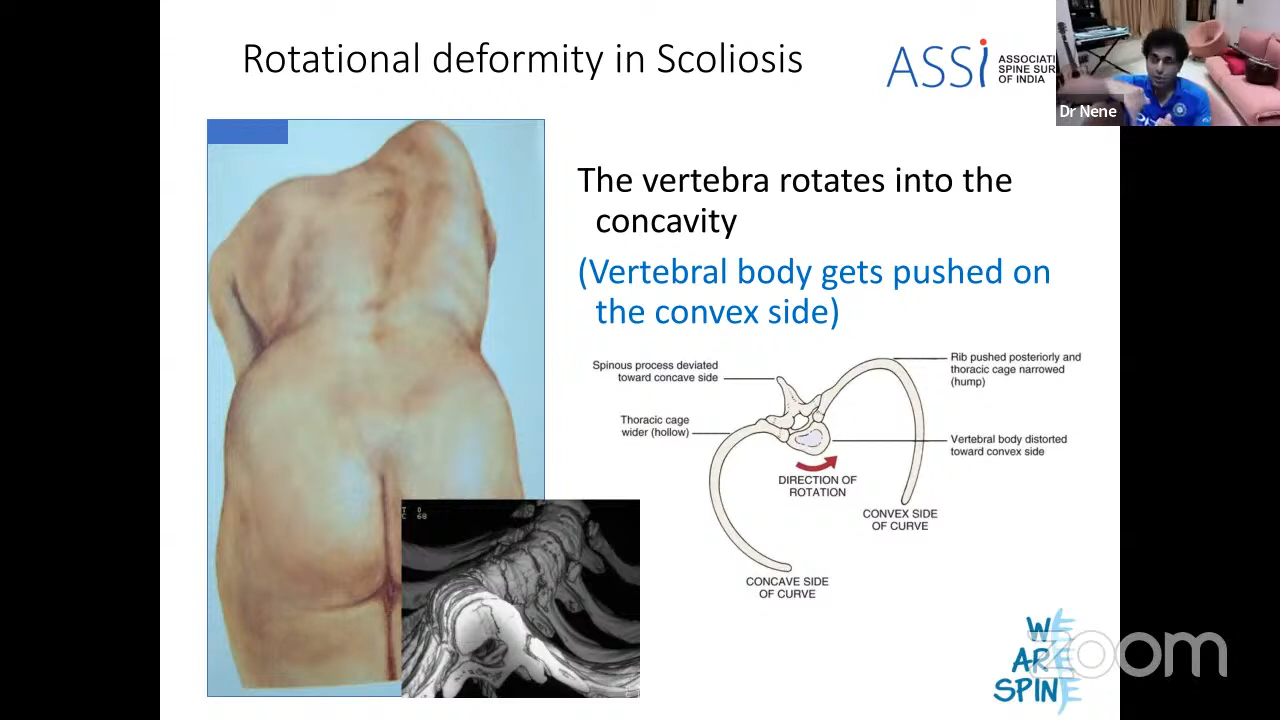 Rotational deformity in Scoliosis
ASSi
ASSOCIATI
SPINE SUR
OF INDIA
Dr Nene
The vertebra rotates into the
concavity
(Vertebral body gets pushed on
the convex side)
Spinous process deviated
toward concave side
Rib pushed posteriorly and
thoracic cage narrowed
(hump)
Thoracic cage
wider (hollow)
Vertebral body distorted
toward convex side
DIRECTION OF
ROTATION
CONVEX SIDE
OF CURVE
CONCAVE SIDE
OF CURVE
T 0
C 68
WE
ARE
SPINE
zoom